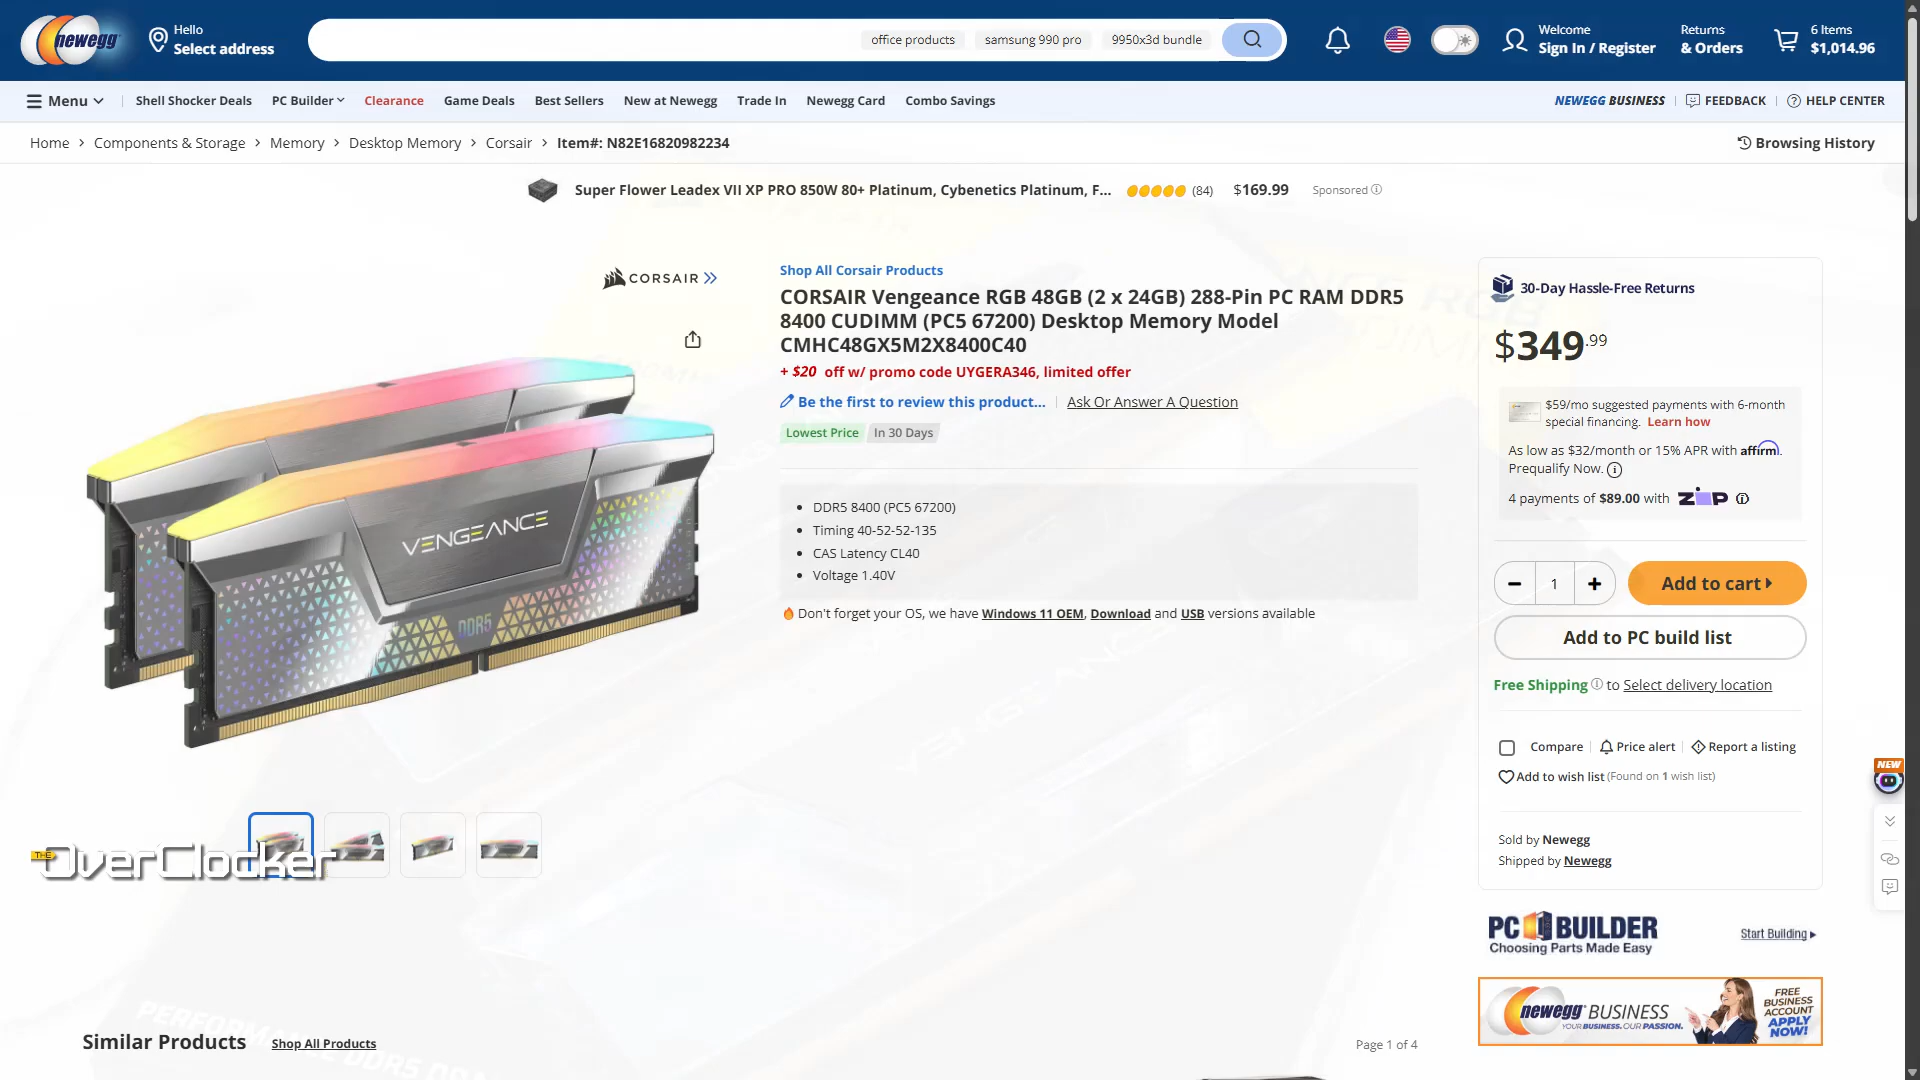 newegg
Hello
Select address
office products
samsung 990 pro
9950x3d bundle
Welcome
Sign In / Register
Returns
& Orders
6 Items
$1,014.96
Menu
Shell Shocker Deals
PC Builder
Clearance
Game Deals
Best Sellers
New at Newegg
Trade In
Newegg Card
Combo Savings
NEWEGG BUSINESS
FEEDBACK
HELP CENTER
Home > Components & Storage > Memory > Desktop Memory > Corsair > Item#: N82E16820982234
Browsing History
Super Flower Leadex VII XP PRO 850W 80+ Platinum, Cybenetics Platinum, F...
(84)
$169.99
Sponsored
CORSAIR
Shop All Corsair Products
CORSAIR Vengeance RGB 48GB (2 x 24GB) 288-Pin PC RAM DDR5
8400 CUDIMM (PC5 67200) Desktop Memory Model
CMHC48GX5M2X8400C40
+ $20 off w/ promo code UYGERA346, limited offer
Be the first to review this product...
Ask Or Answer A Question
Lowest Price
In 30 Days
• DDR5 8400 (PC5 67200)
• Timing 40-52-52-135
• CAS Latency CL40
• Voltage 1.40V
Don't forget your OS, we have Windows 11 OEM, Download and USB versions available
VENGEANCE
DDR5
30-Day Hassle-Free Returns
$349.99
$59/mo suggested payments with 6-month
special financing. Learn how
As low as $32/month or 15% APR with affirm.
Prequalify Now.
4 payments of $89.00 with ZIP
1
Add to cart
Add to PC build list
Free Shipping to Select delivery location
Compare
Price alert
Report a listing
Add to wish list (Found on 1 wish list)
NEW
Sold by Newegg
Shipped by Newegg
THE OverClocker
PC BUILDER
Choosing Parts Made Easy
Start Building
newegg BUSINESS
YOUR BUSINESS. OUR PASSION.
FREE
BUSINESS
ACCOUNT
APPLY
NOW!
Similar Products
Shop All Products
Page 1 of 4